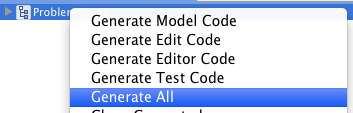 Problem
Generate Model Code
Generate Edit Code
Generate Editor Code
Generate Test Code
Generate All